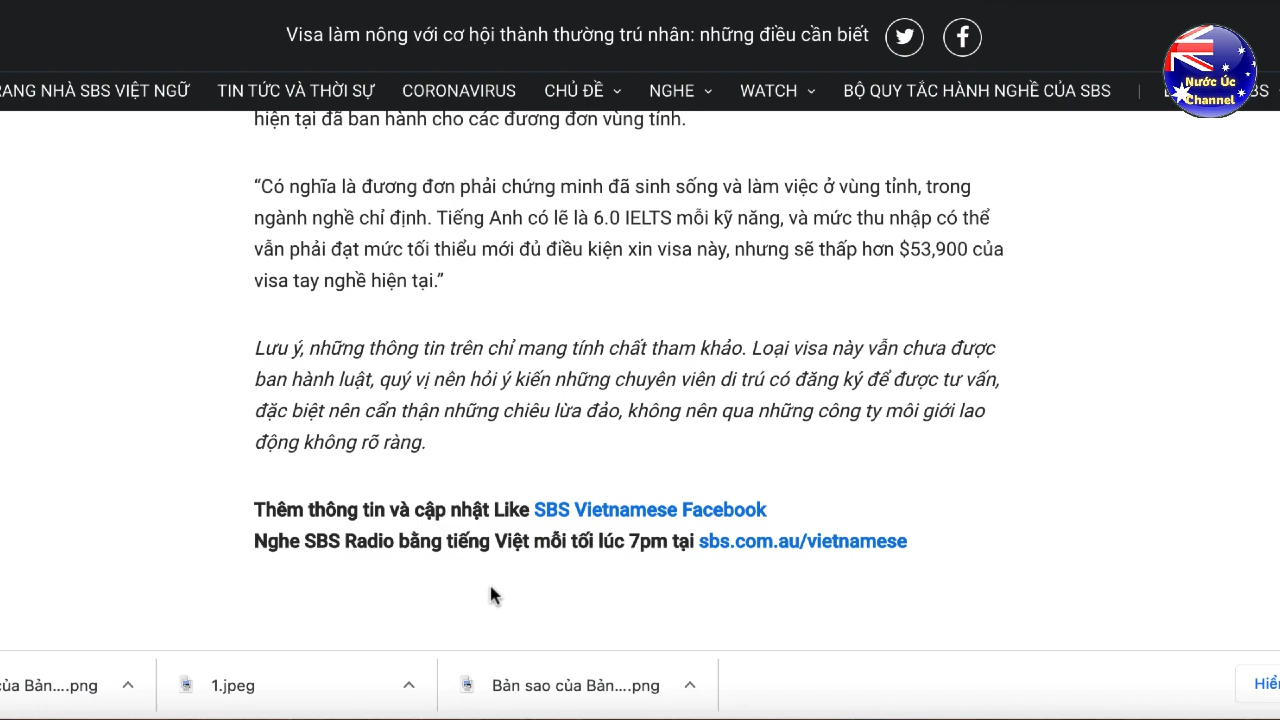 Visa làm nông với cơ hội thành thường trú nhân: những điều cần biết
Nước Úc
Channel
RANG NHÀ SBS VIỆT NGỮ TIN TỨC VÀ THỜI SỰ CORONAVIRUS CHỦ ĐỀ NGHE WATCH BỘ QUY TẮC HÀNH NGHỀ CỦA SBS | BS
hiện tại đã ban hành cho các đương đơn vùng tỉnh.
“Có nghĩa là đương đơn phải chứng minh đã sinh sống và làm việc ở vùng tỉnh, trong
ngành nghề chỉ định. Tiếng Anh có lẽ là 6.0 IELTS mỗi kỹ năng, và mức thu nhập có thể
vẫn phải đạt mức tối thiểu mới đủ điều kiện xin visa này, nhưng sẽ thấp hơn $53,900 của
visa tay nghề hiện tại.”
Lưu ý, những thông tin trên chỉ mang tính chất tham khảo. Loại visa này vẫn chưa được
ban hành luật, quý vị nên hỏi ý kiến những chuyên viên di trú có đăng ký để được tư vấn,
đặc biệt nên cẩn thận những chiêu lừa đảo, không nên qua những công ty môi giới lao
động không rõ ràng.
Thêm thông tin và cập nhật Like SBS Vietnamese Facebook
Nghe SBS Radio bằng tiếng Việt mỗi tối lúc 7pm tại sbs.com.au/vietnamese
của Bản....png 1.jpeg Bản sao của Bản....png Hiể